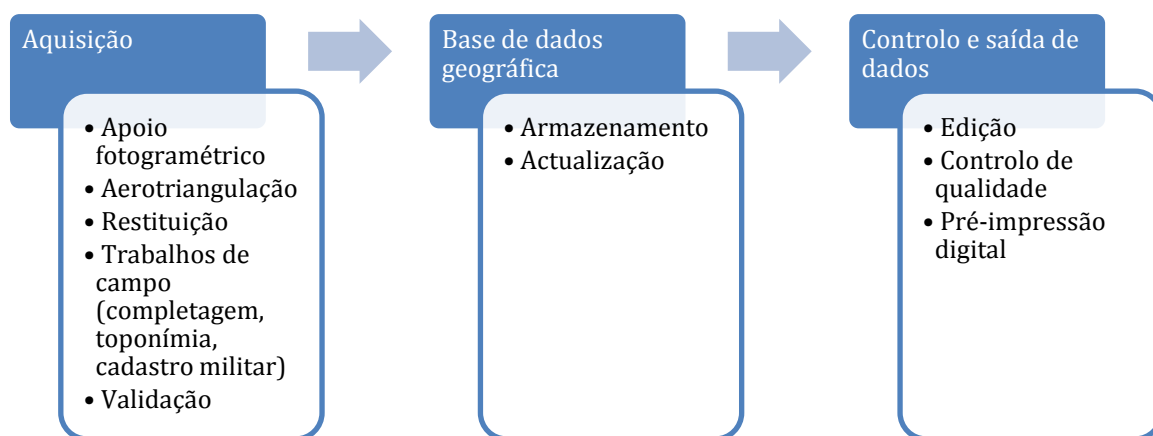 Aquisição
• Apoio
fotogramétrico
• Aerotriangulação
• Restituição
• Trabalhos de
campo
(completagem,
toponímia,
cadastro militar)
• Validação
Base de dados
geográfica
• Armazenamento
• Actualização
Controlo e saída de
dados
• Edição
• Controlo de
qualidade
• Pré-impressão
digital